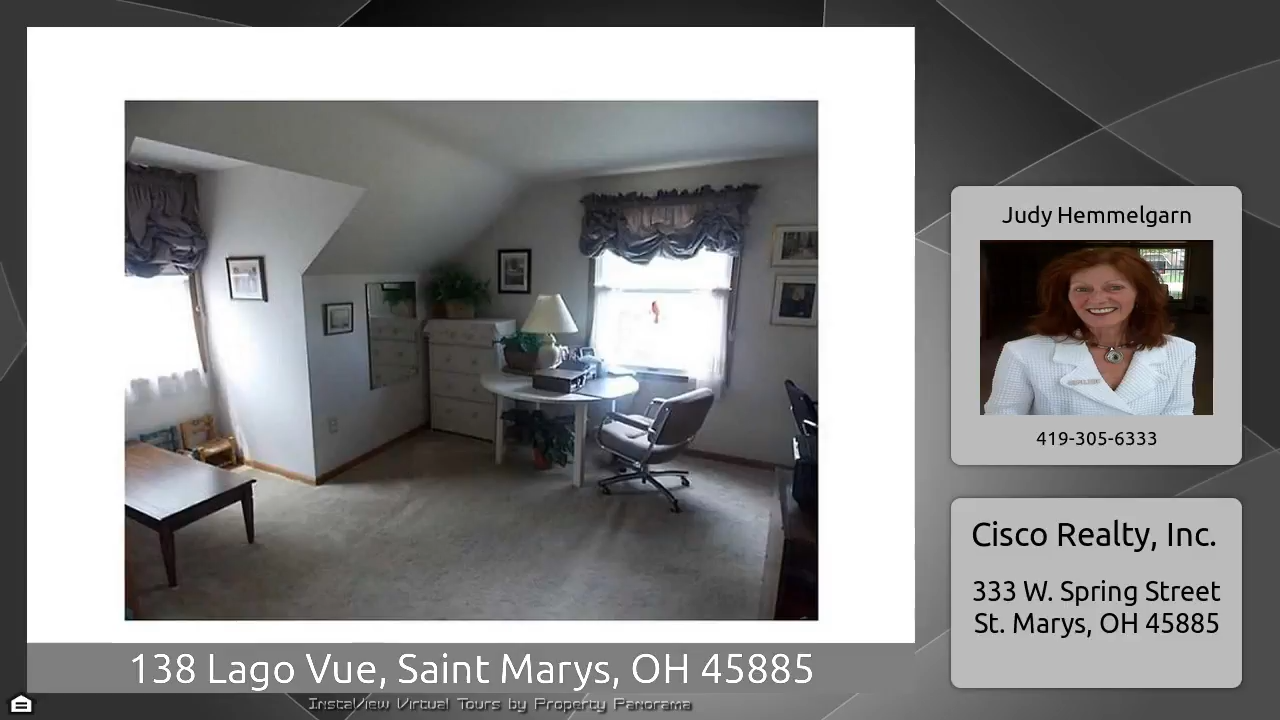 Judy Hemmelgarn
419-305-6333
Cisco Realty, Inc.
333 W. Spring Street
St. Marys, OH 45885
138 Lago Vue, Saint Marys, OH 45885
InstaView Virtual Tours by Property Panorama